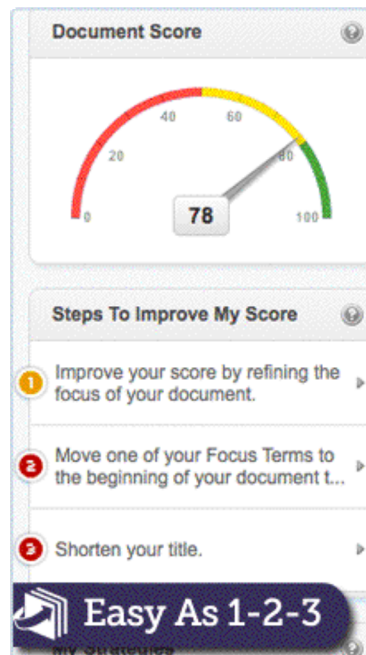 Document Score
40
60
20
80
0
78
100
Steps To Improve My Score
1
Improve your score by refining the
focus of your document.
2
Move one of your Focus Terms to
the beginning of your document t...
3
Shorten your title.
Easy As 1-2-3
My Strategies